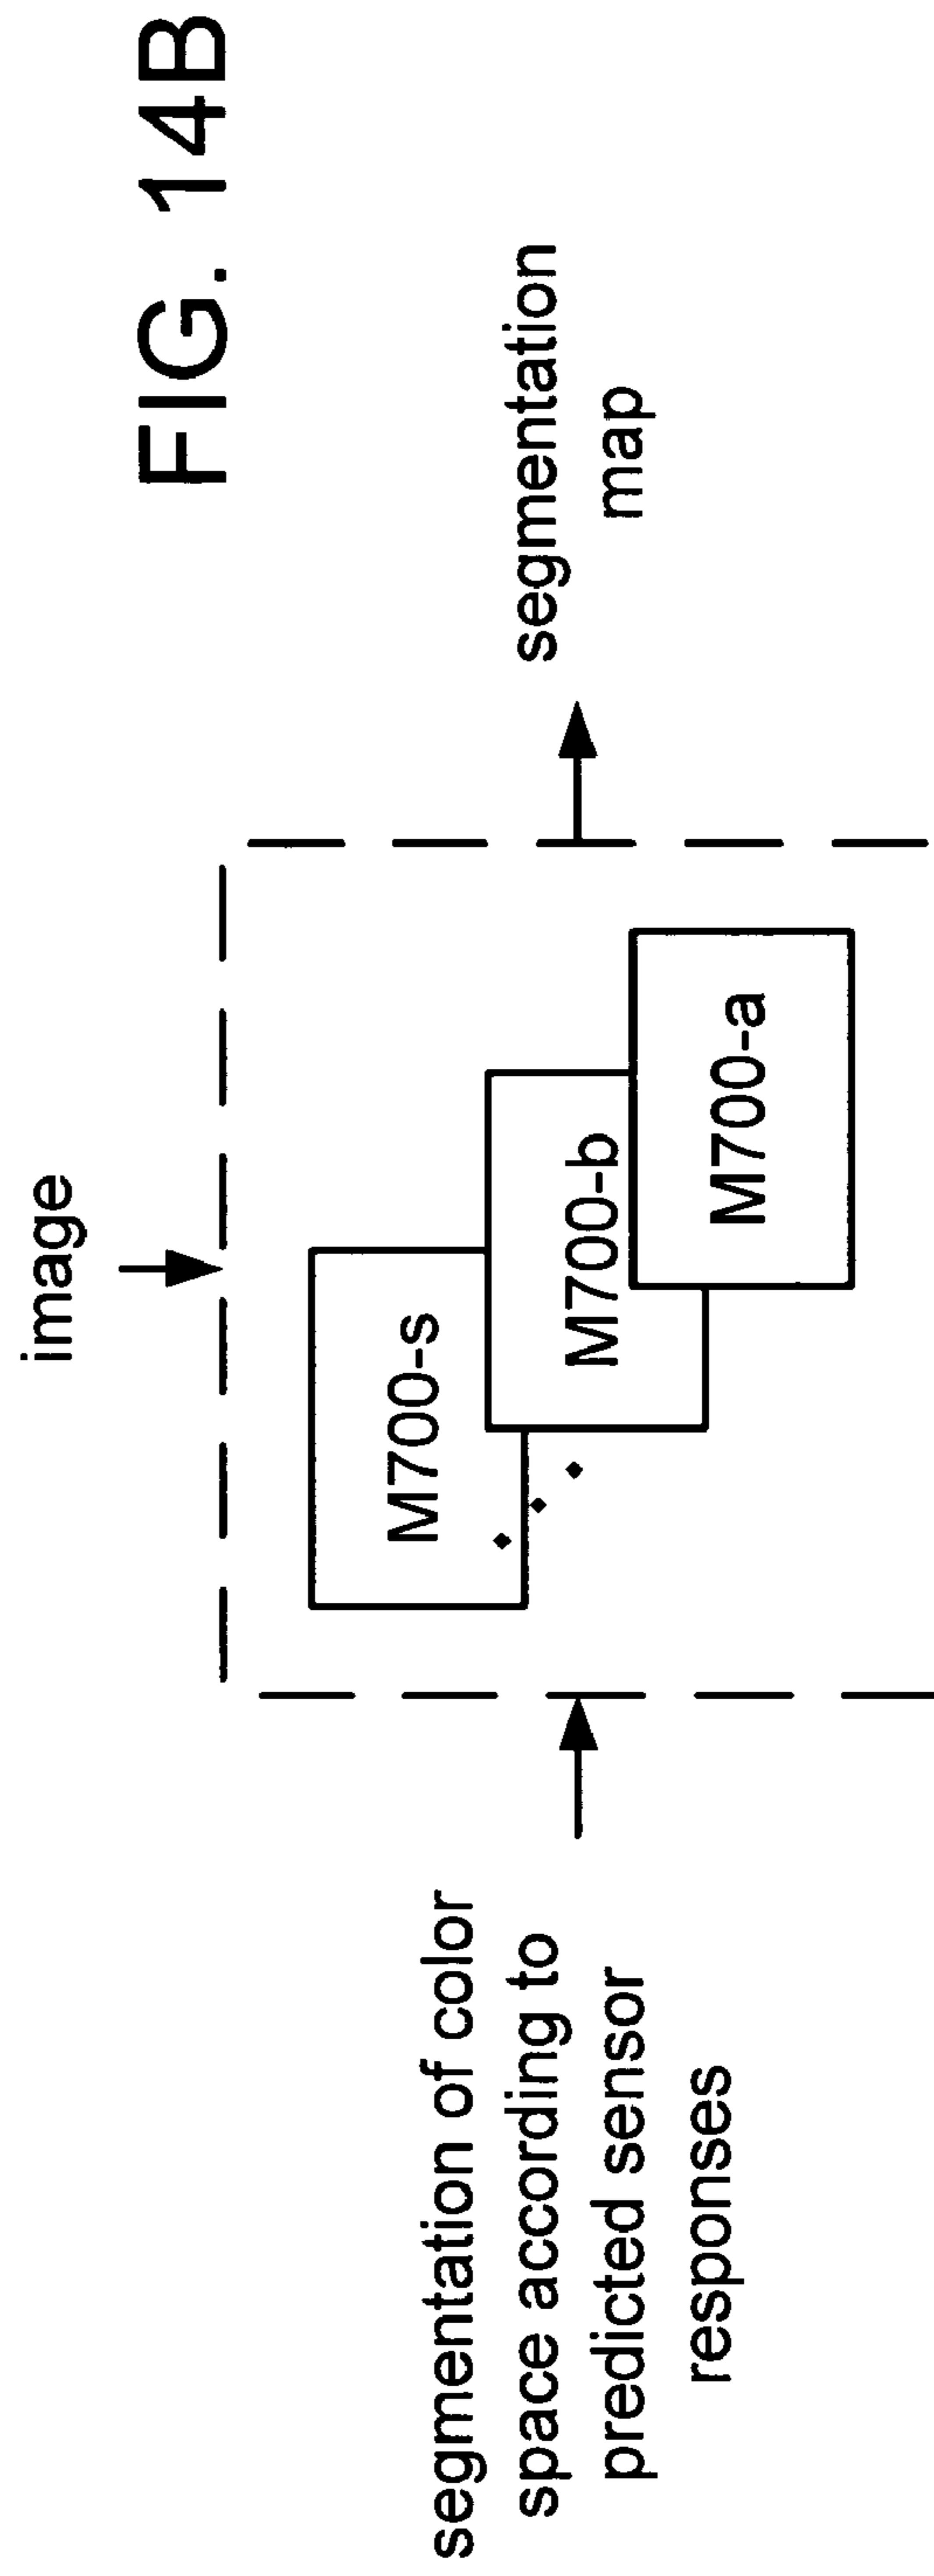 FIG. 14B
image
segmentation of color
space according to
predicted sensor
responses
M700-s
M700-b
M700-a
segmentation
map